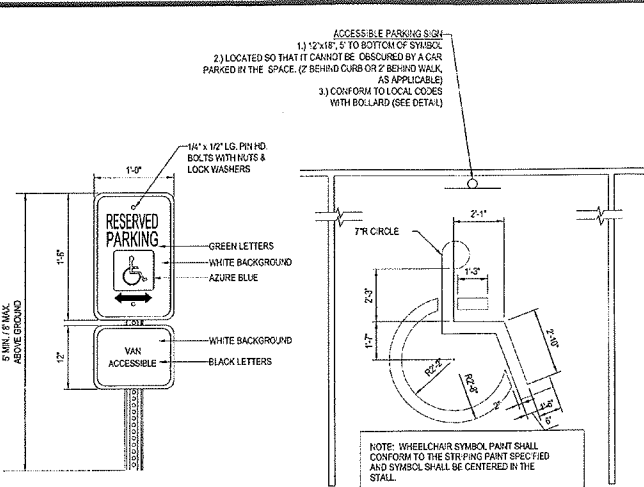 ACCESSIBLE PARKING SIGN
1.) 12"x18", 5' TO BOTTOM OF SYMBOL
2.) LOCATED SO THAT IT CANNOT BE OBSCURED BY A CAR
PARKED IN THE SPACE. (2' BEHIND CURB OR 2' BEHIND WALK,
AS APPLICABLE)
3.) CONFORM TO LOCAL CODES
WITH BOLLARD (SEE DETAIL)
1/4" x 1/2" LG. PIN HD.
BOLTS WITH NUTS &
LOCK WASHERS
1'-0"
RESERVED
PARKING
GREEN LETTERS
WHITE BACKGROUND
AZURE BLUE
1'-6"
VAN
ACCESSIBLE
WHITE BACKGROUND
BLACK LETTERS
12"
5' MIN. / 8' MAX.
ABOVE GROUND
7"R CIRCLE
2'-1"
1'-3"
2'-3"
1'-7"
2'-10"
R2'-2"
R2'-8"
2"
NOTE: WHEELCHAIR SYMBOL PAINT SHALL
CONFORM TO THE STRIPING PAINT SPECIFIED
AND SYMBOL SHALL BE CENTERED IN THE
STALL.